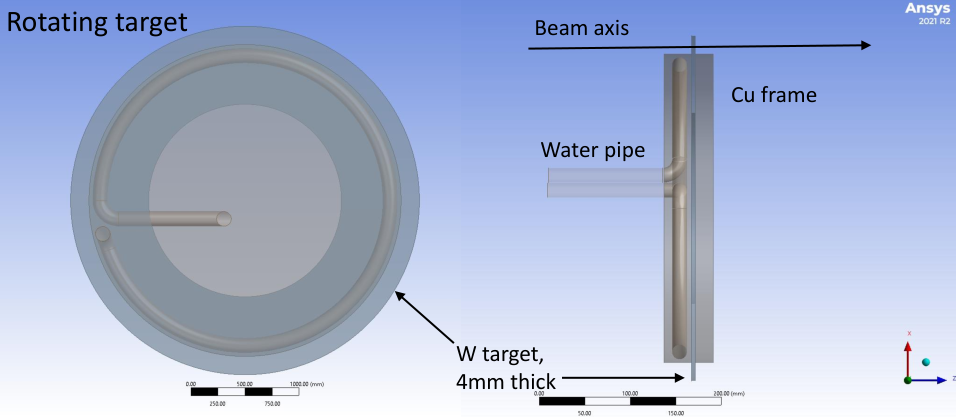 Rotating target
Ansys
2021 R2
Beam axis
Cu frame
Water pipe
W target,
4mm thick
0.00 500.00 1000.00 (mm)
250.00 750.00
0.00 100.00 200.00 (mm)
50.00 150.00
X
Z